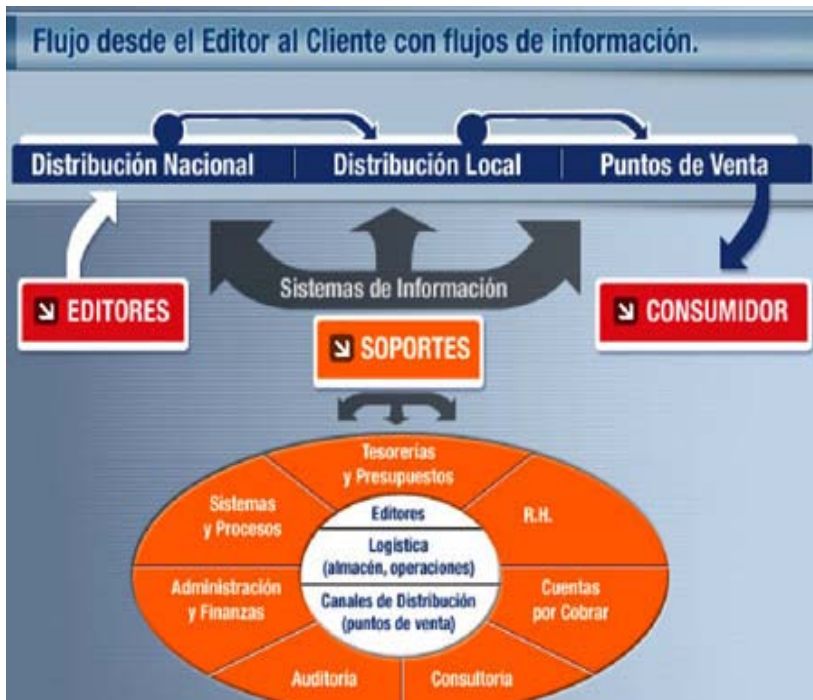 Flujo desde el Editor al Cliente con flujos de información.
Distribución Nacional
Distribución Local
Puntos de Venta
Sistemas de Información
EDITORES
CONSUMIDOR
SOPORTES
Tesorerías
y Presupuestos
Sistemas
y Procesos
R.H.
Editores
Logística
(almacén, operaciones)
Canales de Distribución
(puntos de venta)
Administración
y Finanzas
Cuentas
por Cobrar
Auditoría
Consultoría